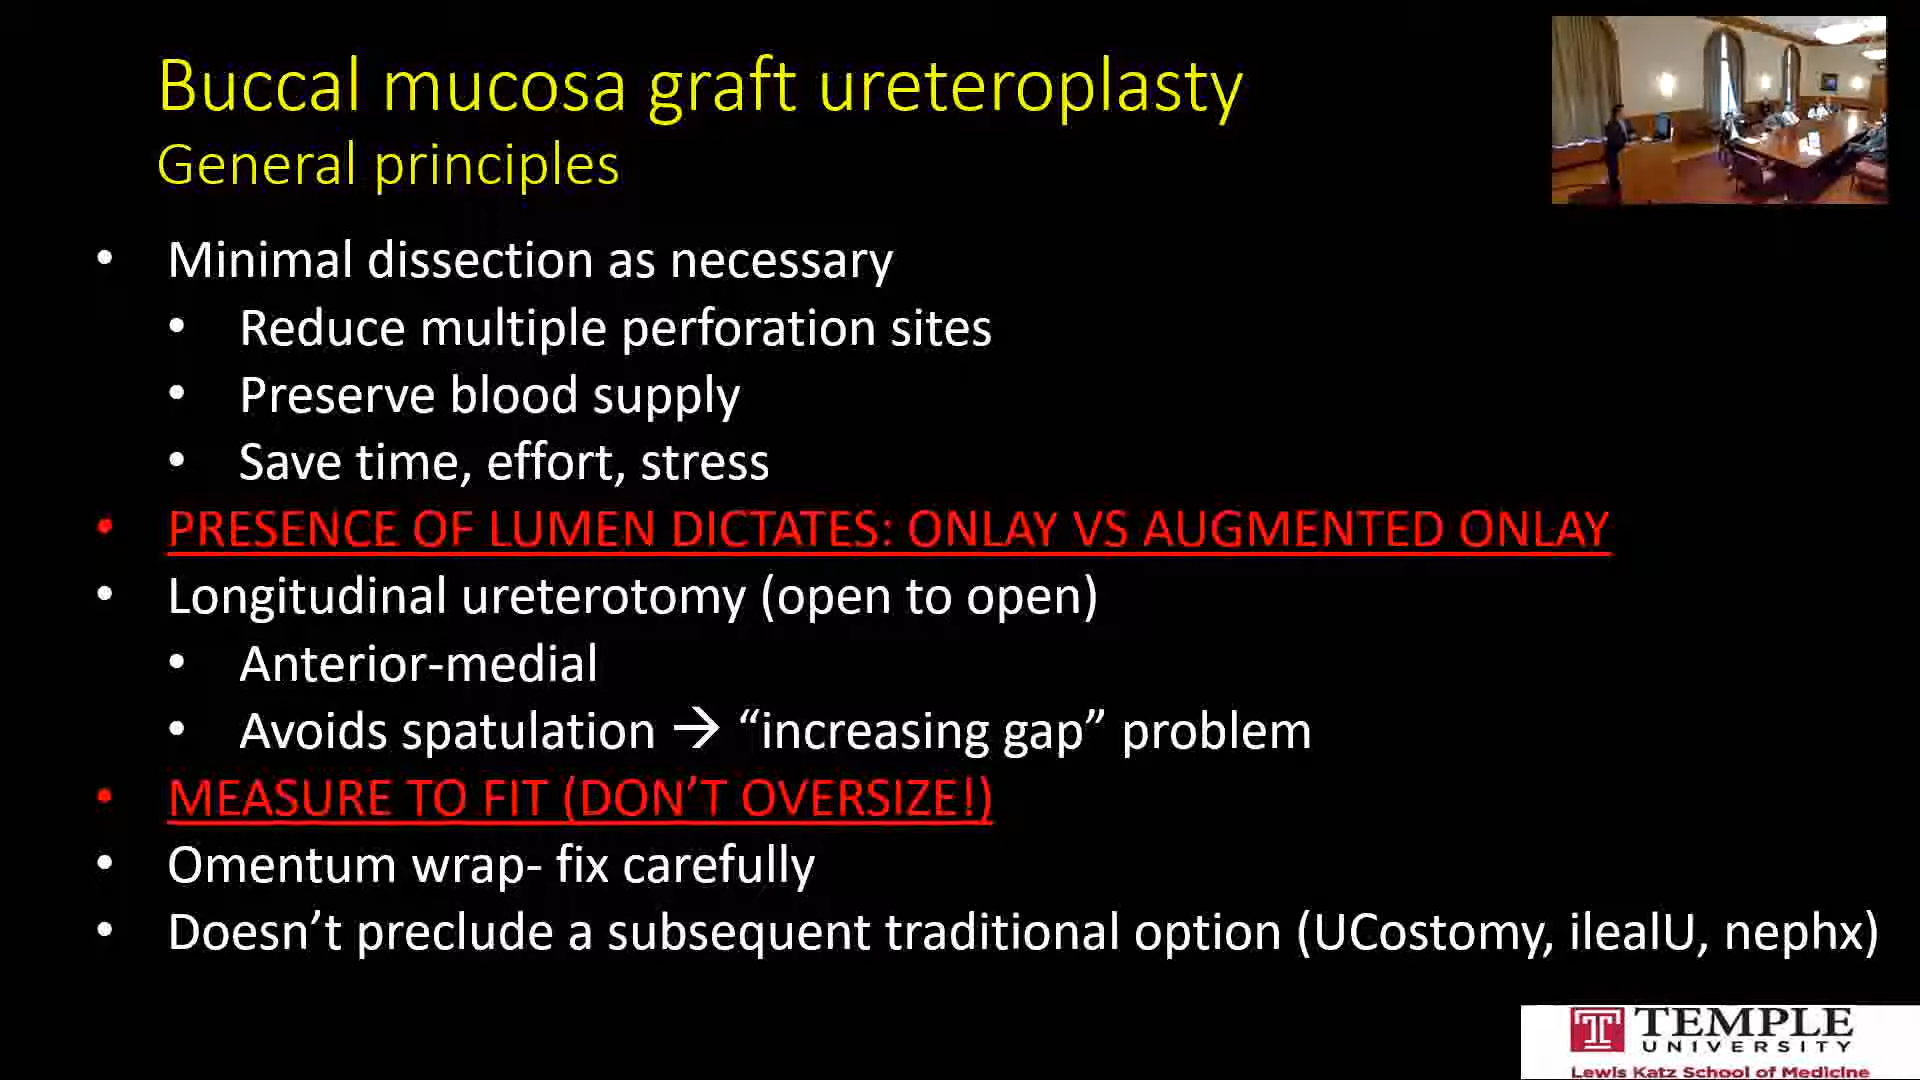 Buccal mucosa graft ureteroplasty
General principles
• Minimal dissection as necessary
• Reduce multiple perforation sites
• Preserve blood supply
• Save time, effort, stress
• PRESENCE OF LUMEN DICTATES: ONLAY VS AUGMENTED ONLAY
• Longitudinal ureterotomy (open to open)
• Anterior-medial
• Avoids spatulation → “increasing gap” problem
• MEASURE TO FIT (DON’T OVERSIZE!)
• Omentum wrap- fix carefully
• Doesn’t preclude a subsequent traditional option (UCostomy, ilealU, nephx)
TEMPLE
UNIVERSITY
Lewis Katz School of Medicine